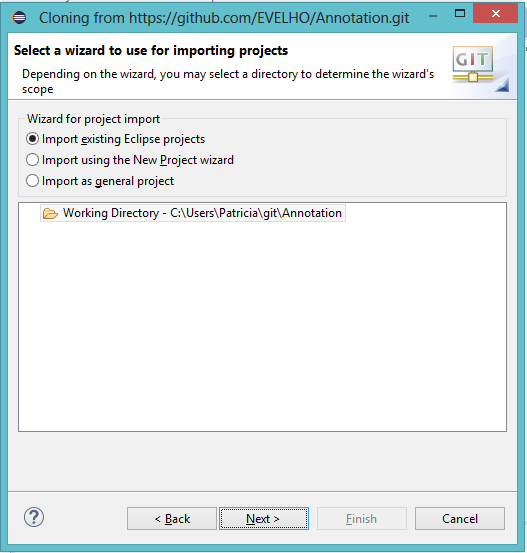 Cloning from https://github.com/EVELHO/Annotation.git
Select a wizard to use for importing projects
Depending on the wizard, you may select a directory to determine the wizard's
scope
GIT
Wizard for project import
Import existing Eclipse projects
Import using the New Project wizard
Import as general project
Working Directory - C:\Users\Patricia\git\Annotation
?
< Back
Next >
Finish
Cancel